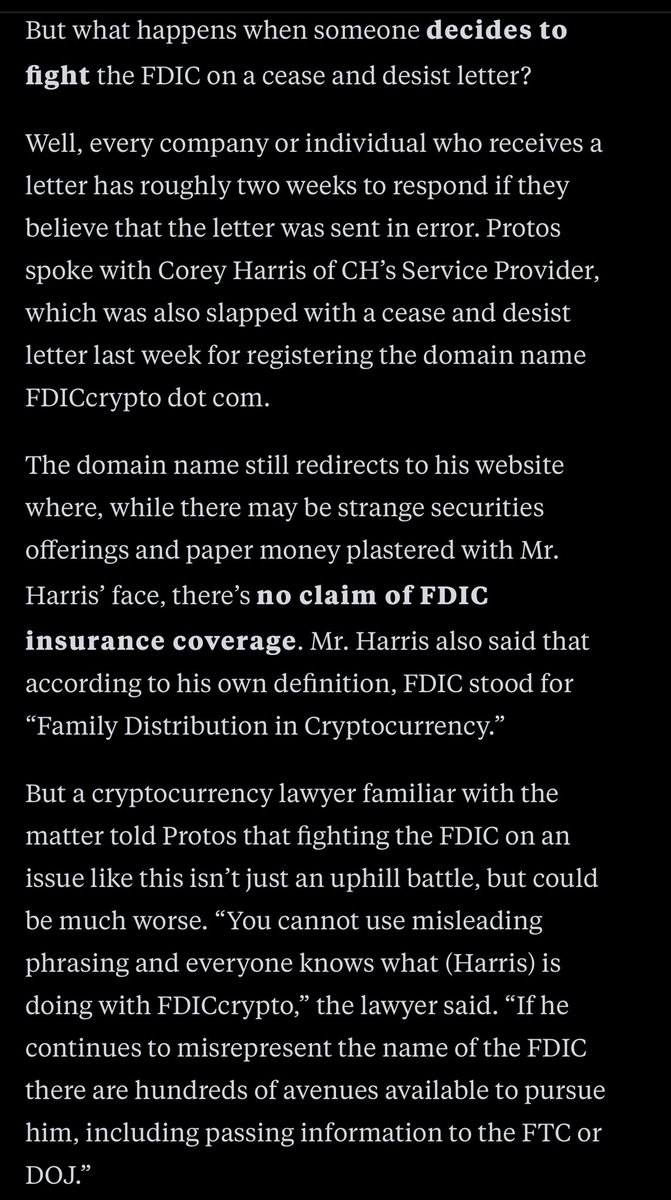 But what happens when someone decides to
fight the FDIC on a cease and desist letter?
Well, every company or individual who receives a
letter has roughly two weeks to respond if they
believe that the letter was sent in error. Protos
spoke with Corey Harris of CH’s Service Provider,
which was also slapped with a cease and desist
letter last week for registering the domain name
FDICcrypto dot com.
The domain name still redirects to his website
where, while there may be strange securities
offerings and paper money plastered with Mr.
Harris’ face, there’s no claim of FDIC
insurance coverage. Mr. Harris also said that
according to his own definition, FDIC stood for
“Family Distribution in Cryptocurrency.”
But a cryptocurrency lawyer familiar with the
matter told Protos that fighting the FDIC on an
issue like this isn’t just an uphill battle, but could
be much worse. “You cannot use misleading
phrasing and everyone knows what (Harris) is
doing with FDICcrypto,” the lawyer said. “If he
continues to misrepresent the name of the FDIC
there are hundreds of avenues available to pursue
him, including passing information to the FTC or
DOJ.”